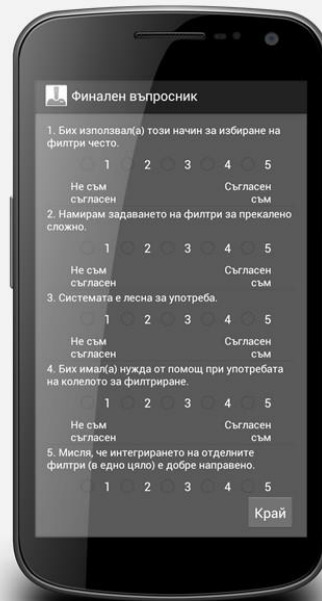 Финален въпросник
1. Бих използвал(а) този начин за избиране на
филтри често.
1 2 3 4 5
Не съм Съгласен
съгласен съм
2. Намирам задаването на филтри за прекалено
сложно.
1 2 3 4 5
Не съм Съгласен
съгласен съм
3. Системата е лесна за употреба.
1 2 3 4 5
Не съм Съгласен
съгласен съм
4. Бих имал(а) нужда от помощ при употребата
на колелото за филтриране.
1 2 3 4 5
Не съм Съгласен
съгласен съм
5. Мисля, че интегрирането на отделните
филтри (в едно цяло) е добре направено.
1 2 3 4 5
Край